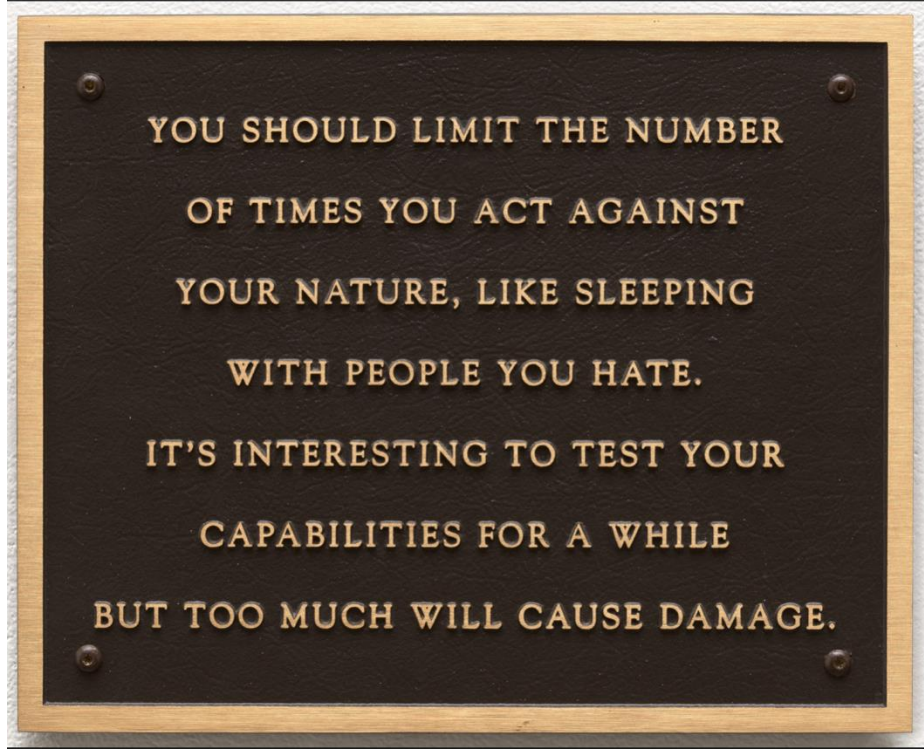 YOU SHOULD LIMIT THE NUMBER
OF TIMES YOU ACT AGAINST
YOUR NATURE, LIKE SLEEPING
WITH PEOPLE YOU HATE.
IT'S INTERESTING TO TEST YOUR
CAPABILITIES FOR A WHILE
BUT TOO MUCH WILL CAUSE DAMAGE.